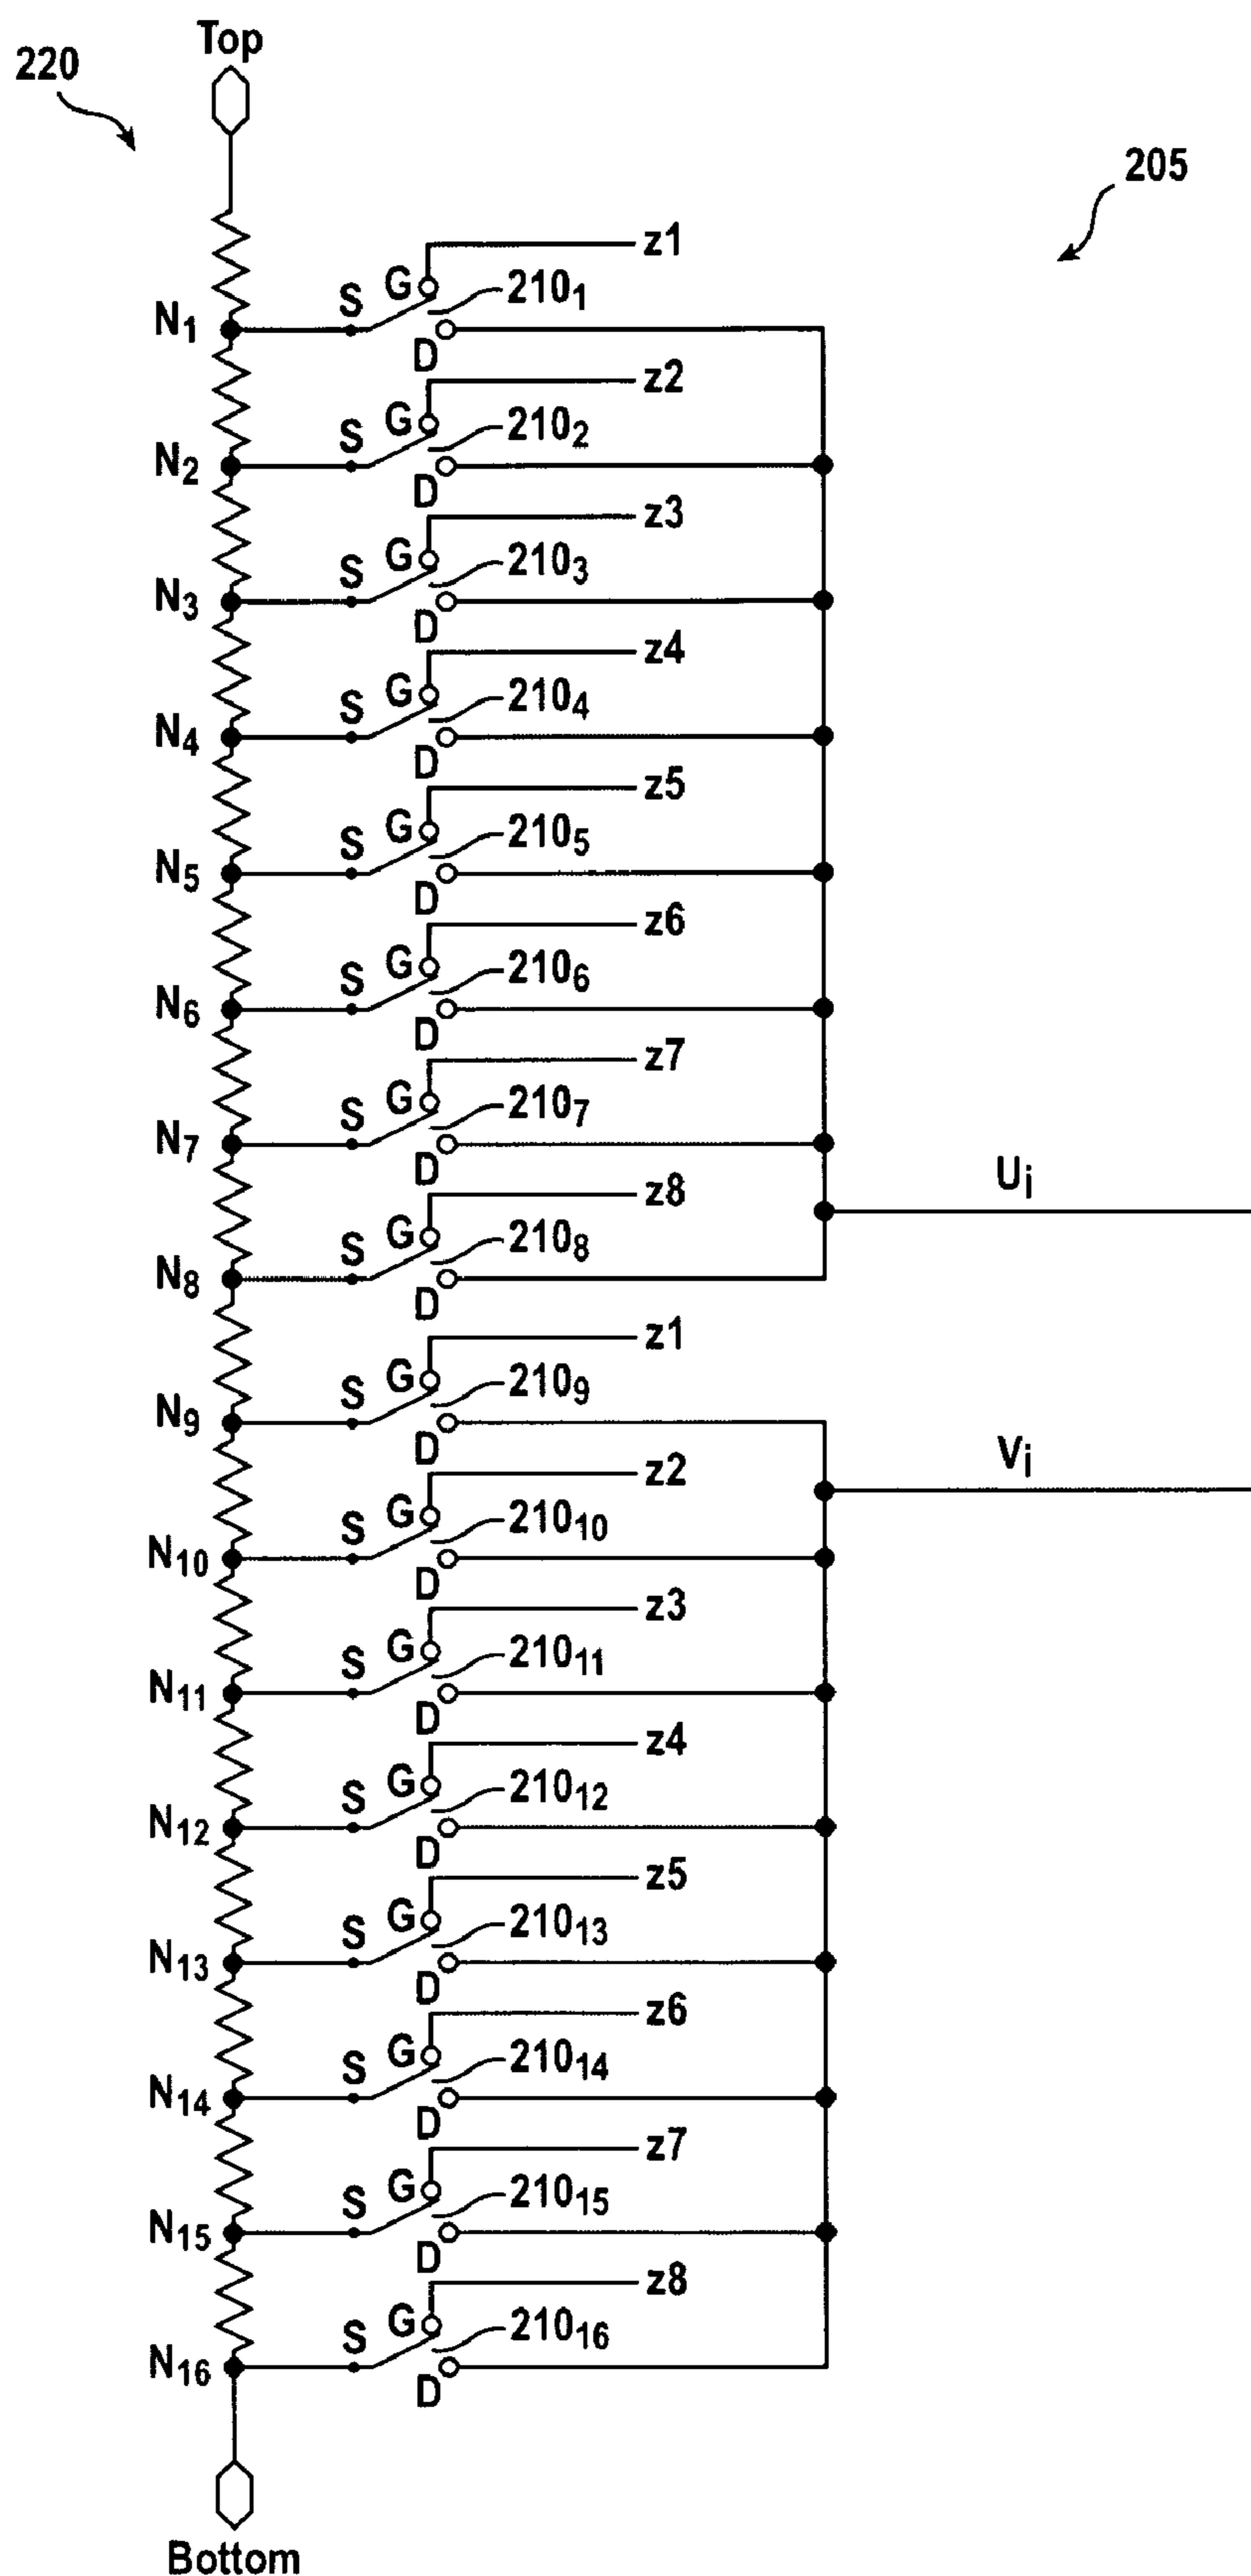 Top
220
205
z1
G
210₁
S
N₁
D
z2
G
210₂
S
N₂
D
z3
G
210₃
S
N₃
D
z4
G
210₄
S
N₄
D
z5
G
210₅
S
N₅
D
z6
G
210₆
S
N₆
D
z7
G
210₇
S
N₇
D
Uᵢ
z8
G
210₈
S
N₈
D
z1
G
210₉
S
N₉
D
Vᵢ
z2
G
210₁₀
S
N₁₀
D
z3
G
210₁₁
S
N₁₁
D
z4
G
210₁₂
S
N₁₂
D
z5
G
210₁₃
S
N₁₃
D
z6
G
210₁₄
S
N₁₄
D
z7
G
210₁₅
S
N₁₅
D
z8
G
210₁₆
S
N₁₆
D
Bottom